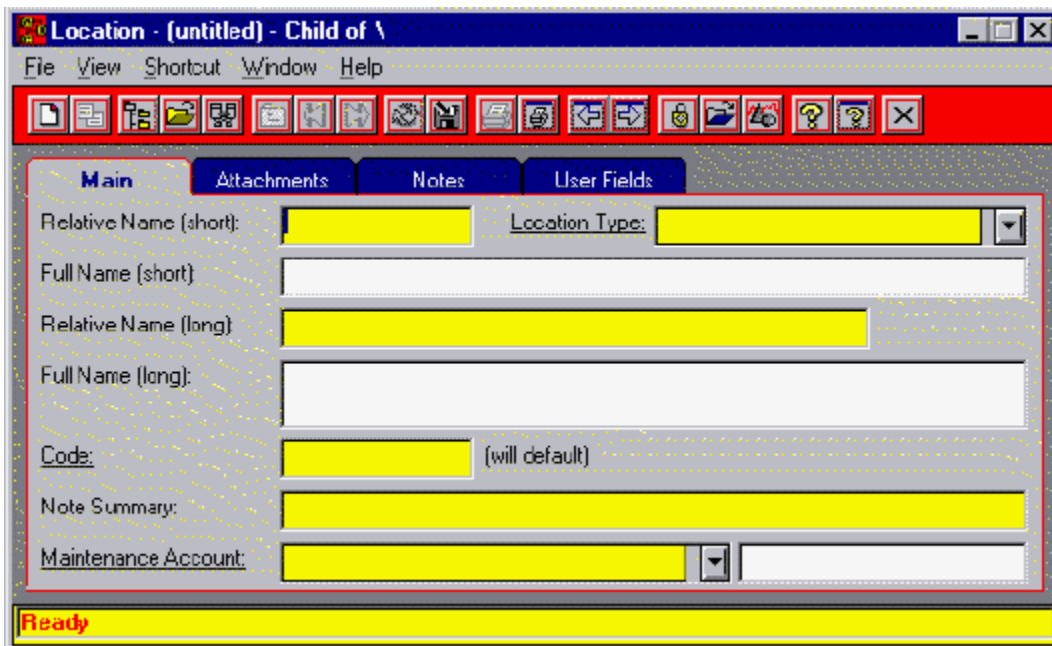 Location - (untitled) - Child of \
File View Shortcut Window Help
Main Attachments Notes User Fields
Relative Name (short): Location Type:
Full Name (short)
Relative Name (long)
Full Name (long):
Code: (will default)
Note Summary:
Maintenance Account:
Ready